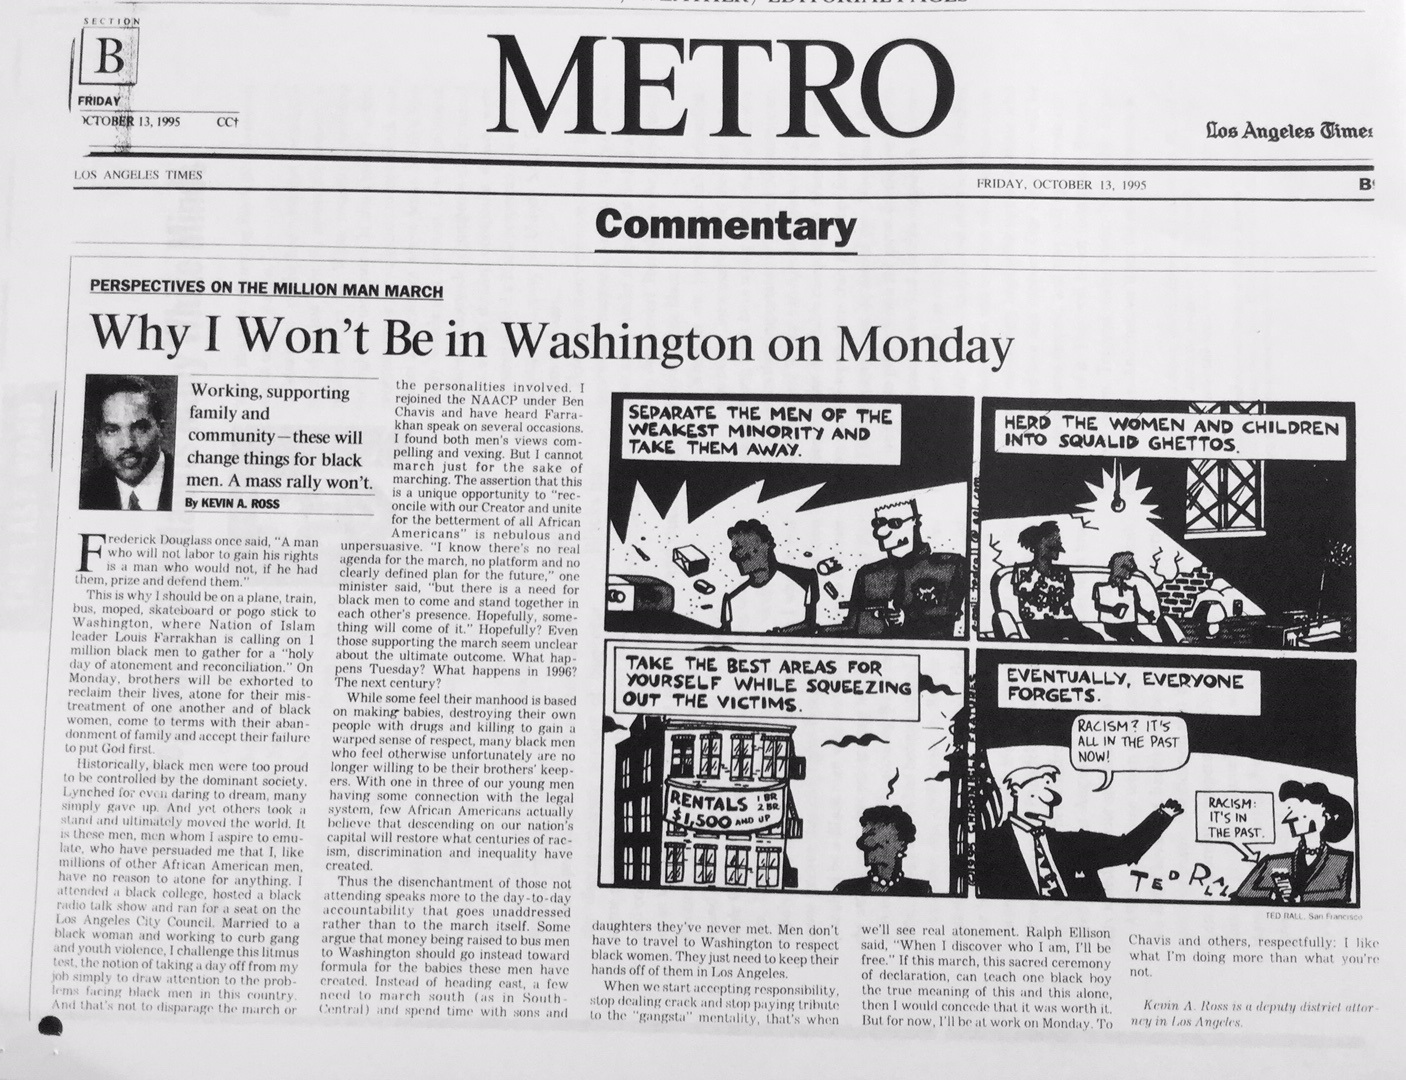 SECTION
B
FRIDAY
OCTOBER 13, 1995 CC†
METRO
Los Angeles Times
LOS ANGELES TIMES
FRIDAY, OCTOBER 13, 1995
Commentary
PERSPECTIVES ON THE MILLION MAN MARCH
Why I Won't Be in Washington on Monday
Working, supporting
family and
community—these will
change things for black
men. A mass rally won't.
By KEVIN A. ROSS
Frederick Douglass once said, "A man
who will not labor to gain his rights
is a man who would not, if he had
them, prize and defend them."
This is why I should be on a plane, train,
bus, moped, skateboard or pogo stick to
Washington, where Nation of Islam
leader Louis Farrakhan is calling on 1
million black men to gather for a "holy
day of atonement and reconciliation." On
Monday, brothers will be exhorted to
reclaim their lives, atone for their mis-
treatment of one another and of black
women, come to terms with their aban-
donment of family and accept their failure
to put God first.
Historically, black men were too proud
to be controlled by the dominant society.
Lynched for even daring to dream, many
simply gave up. And yet others took a
stand and ultimately moved the world. It
is these men, men whom I aspire to emu-
late, who have persuaded me that I, like
millions of other African American men,
have no reason to atone for anything. I
attended a black college, hosted a black
radio talk show and ran for a seat on the
Los Angeles City Council. Married to a
black woman and working to curb gang
and youth violence, I challenge this litmus
test, the notion of taking a day off from my
job simply to draw attention to the prob-
lems facing black men in this country.
And that's not to disparage the march or
the personalities involved. I
rejoined the NAACP under Ben
Chavis and have heard Farra-
khan speak on several occasions.
I found both men's views com-
pelling and vexing. But I cannot
march just for the sake of
marching. The assertion that this
is a unique opportunity to "rec-
oncile with our Creator and unite
for the betterment of all African
Americans" is nebulous and
unpersuasive. "I know there's no real
agenda for the march, no platform and no
clearly defined plan for the future," one
minister said, "but there is a need for
black men to come and stand together in
each other's presence. Hopefully, some-
thing will come of it." Hopefully? Even
those supporting the march seem unclear
about the ultimate outcome. What hap-
pens Tuesday? What happens in 1996?
The next century?
While some feel their manhood is based
on making babies, destroying their own
people with drugs and killing to gain a
warped sense of respect, many black men
who feel otherwise unfortunately are no
longer willing to be their brothers' keep-
ers. With one in three of our young men
having some connection with the legal
system, few African Americans actually
believe that descending on our nation's
capital will restore what centuries of rac-
ism, discrimination and inequality have
created.
Thus the disenchantment of those not
attending speaks more to the day-to-day
accountability that goes unaddressed
rather than to the march itself. Some
argue that money being raised to bus men
to Washington should go instead toward
formula for the babies these men have
created. Instead of heading east, a few
need to march south (as in South-
Central) and spend time with sons and
SEPARATE THE MEN OF THE
WEAKEST MINORITY AND
TAKE THEM AWAY.
HERD THE WOMEN AND CHILDREN
INTO SQUALID GHETTOS.
TAKE THE BEST AREAS FOR
YOURSELF WHILE SQUEEZING
OUT THE VICTIMS.
RENTALS 1 BR 2 BR
$1,500 AND UP
EVENTUALLY, EVERYONE
FORGETS.
RACISM? IT'S
ALL IN THE PAST
NOW!
RACISM:
IT'S IN
THE PAST.
TED RALL
TED RALL, San Francisco
daughters they've never met. Men don't
have to travel to Washington to respect
black women. They just need to keep their
hands off of them in Los Angeles.
When we start accepting responsibility,
stop dealing crack and stop paying tribute
to the "gangsta" mentality, that's when
we'll see real atonement. Ralph Ellison
said, "When I discover who I am, I'll be
free." If this march, this sacred ceremony
of declaration, can teach one black boy
the true meaning of this and this alone,
then I would concede that it was worth it.
But for now, I'll be at work on Monday. To
Chavis and others, respectfully: I like
what I'm doing more than what you're
not.
Kevin A. Ross is a deputy district attor-
ney in Los Angeles.